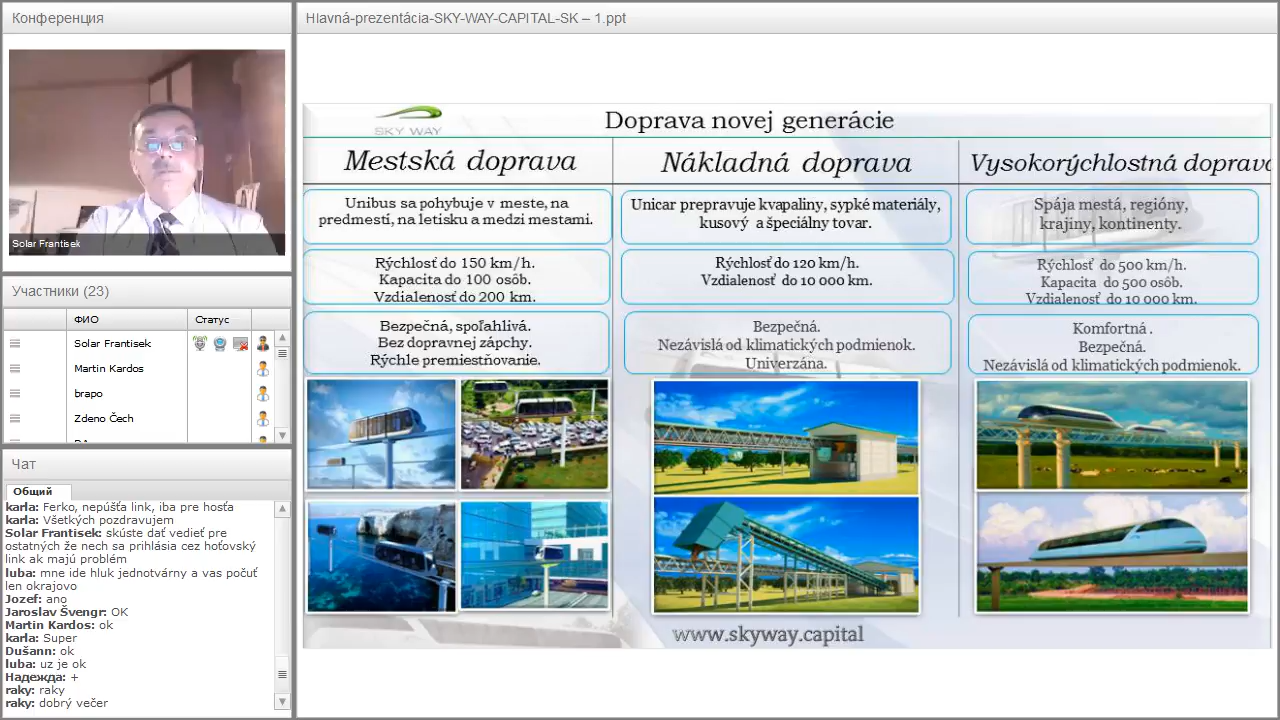 Конференция
Solar Frantisek
Участники (23)
ФИО
Статус
Solar Frantisek
Martin Kardos
brapo
Zdeno Čech
Чат
Общий
karla: Ferko, nepúšťa link, iba pre hosťa
karla: Všetkých pozdravujem
Solar Frantisek: skúste dať vedieť pre
ostatných že nech sa prihlásia cez hoťovský
link ak majú problém
luba: mne ide hluk jednotvárny a vas počuť
len okrajovo
Jozef: ano
Jaroslav Švengr: OK
Martin Kardos: ok
karla: Super
Dušann: ok
luba: uz je ok
Надежда: +
raky: raky
raky: dobrý večer
Hlavná-prezentácia-SKY-WAY-CAPITAL-SK – 1.ppt
SKY WAY
Doprava novej generácie
Mestská doprava
Unibus sa pohybuje v meste, na
predmestí, na letisku a medzi mestami.
Rýchlosť do 150 km/h.
Kapacita do 100 osôb.
Vzdialenosť do 200 km.
Bezpečná, spoľahlivá.
Bez dopravnej zápchy.
Rýchle premiestňovanie.
Nákladná doprava
Unicar prepravuje kvapaliny, sypké materiály,
kusový a špeciálny tovar.
Rýchlosť do 120 km/h.
Vzdialenosť do 10 000 km.
Bezpečná.
Nezávislá od klimatických podmienok.
Univerzána.
Vysokorýchlostná doprava
Spája mestá, regióny,
krajiny, kontinenty.
Rýchlosť do 500 km/h.
Kapacita do 500 osôb.
Vzdialenosť do 10 000 km.
Komfortná .
Bezpečná.
Nezávislá od klimatických podmienok.
www.skyway.capital